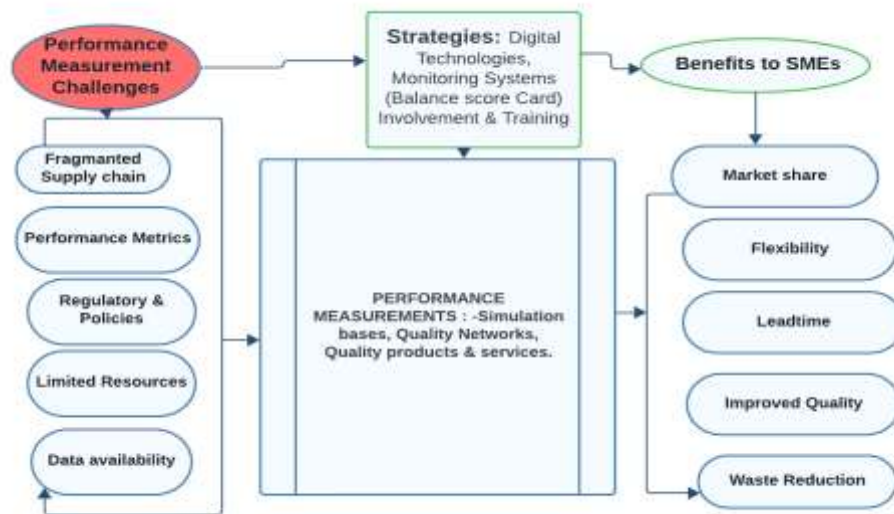 Performance
Measurement
Challenges
Strategies: Digital
Technologies,
Monitoring Systems
(Balance score Card)
Involvement & Training
Benefits to SMEs
Fragmanted
Supply chain
Performance Metrics
Regulatory &
Policies
Limited Resources
Data availability
PERFORMANCE
MEASUREMENTS : -Simulation
bases, Quality Networks,
Quality products & services.
Market share
Flexibility
Leadtime
Improved Quality
Waste Reduction